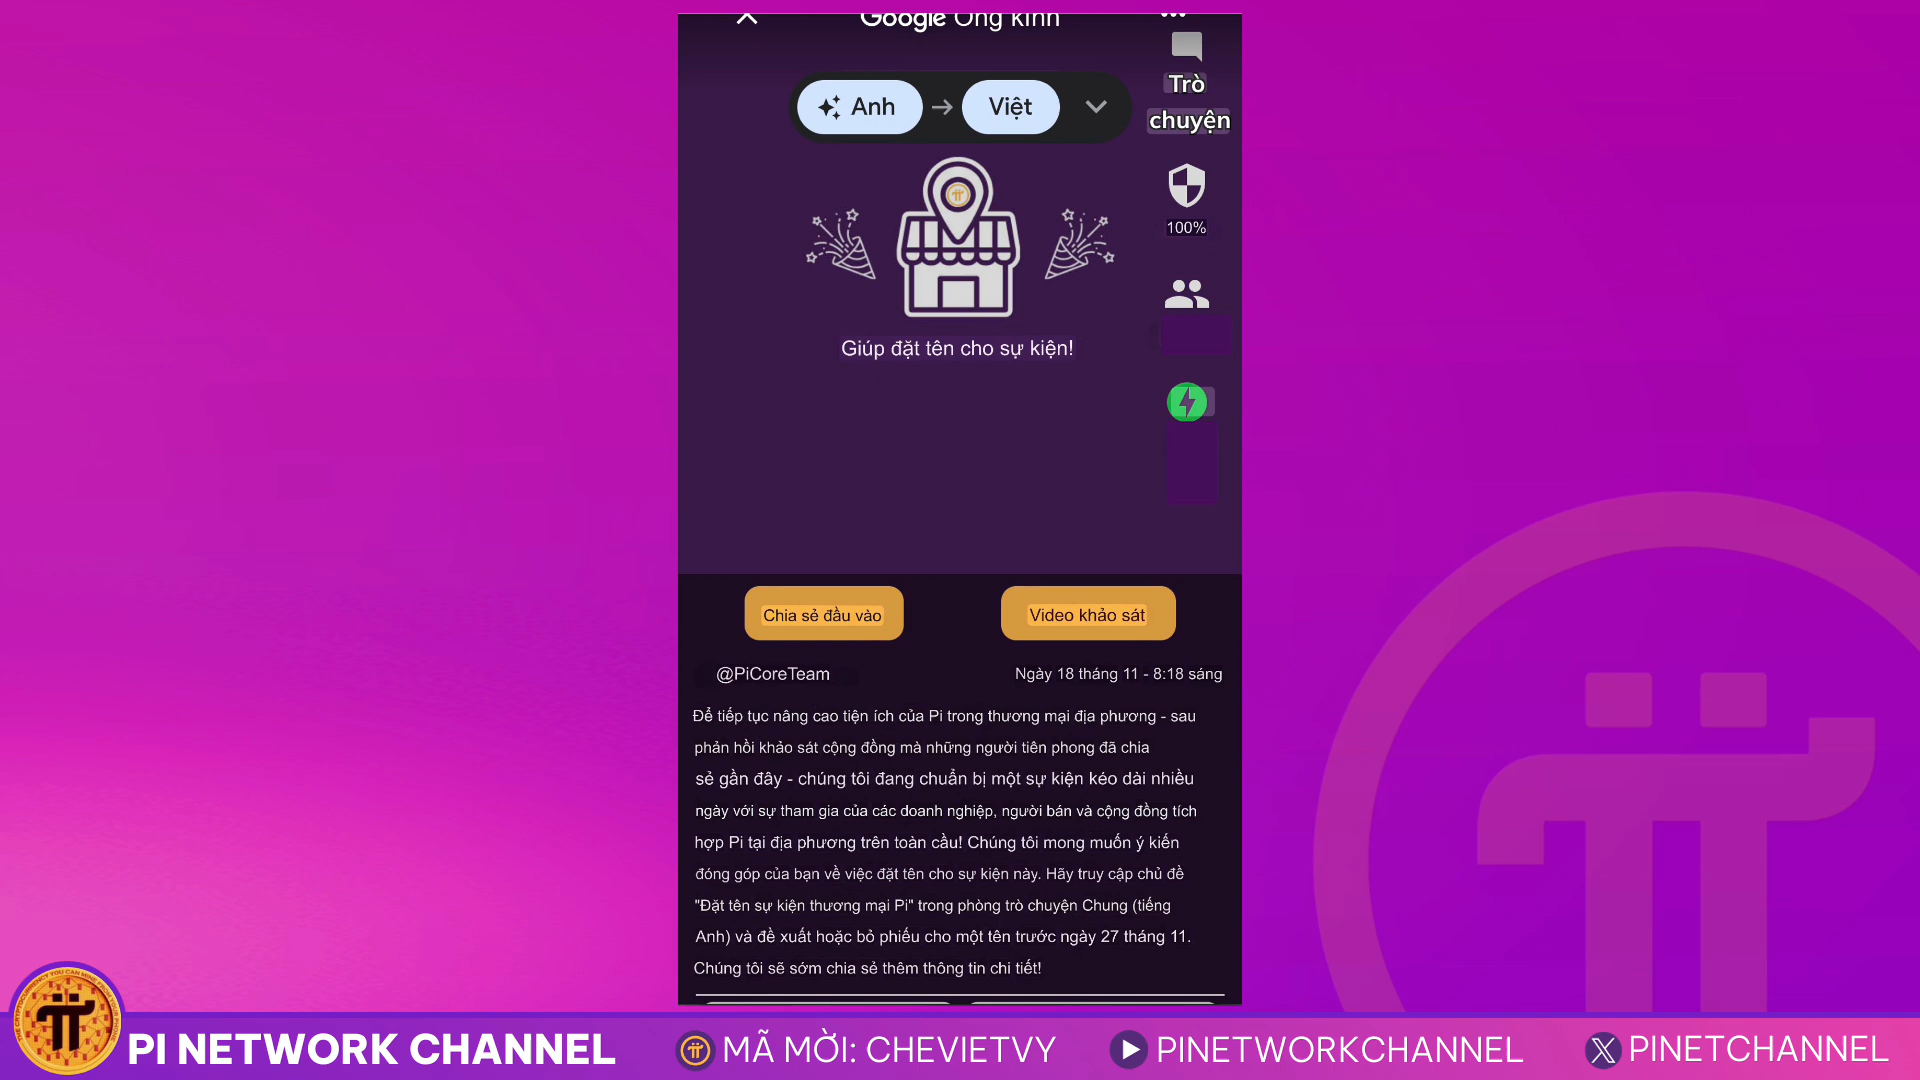 Google Ống kính
Trò
chuyện
Anh → Việt
100%
Giúp đặt tên cho sự kiện!
Chia sẻ đầu vào
Video khảo sát
@PiCoreTeam
Ngày 18 tháng 11 - 8:18 sáng
Để tiếp tục nâng cao tiện ích của Pi trong thương mại địa phương - sau
phản hồi khảo sát cộng đồng mà những người tiên phong đã chia
sẻ gần đây - chúng tôi đang chuẩn bị một sự kiện kéo dài nhiều
ngày với sự tham gia của các doanh nghiệp, người bán và cộng đồng tích
hợp Pi tại địa phương trên toàn cầu! Chúng tôi mong muốn ý kiến
đóng góp của bạn về việc đặt tên cho sự kiện này. Hãy truy cập chủ đề
"Đặt tên sự kiện thương mại Pi" trong phòng trò chuyện Chung (tiếng
Anh) và đề xuất hoặc bỏ phiếu cho một tên trước ngày 27 tháng 11.
Chúng tôi sẽ sớm chia sẻ thêm thông tin chi tiết!
PI NETWORK CHANNEL
MÃ MỜI: CHEVIETVY
PINETWORKCHANNEL
PINETCHANNEL